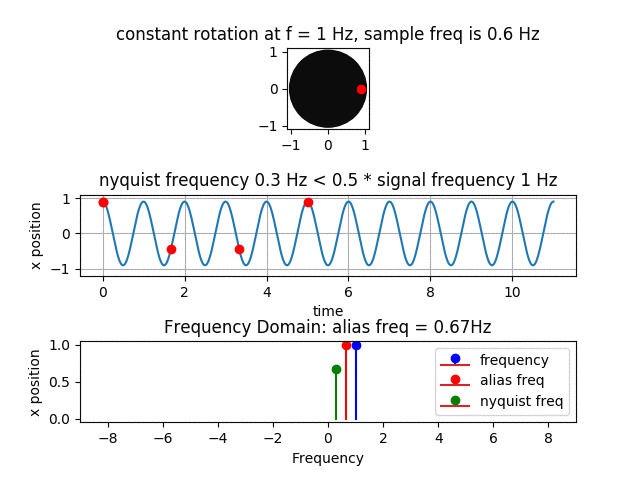 constant rotation at f = 1 Hz, sample freq is 0.6 Hz
1
0
−1
−1 0 1
nyquist frequency 0.3 Hz < 0.5 * signal frequency 1 Hz
x position
1
0
−1
0 2 4 6 8 10
time
Frequency Domain: alias freq = 0.67Hz
x position
1.0
0.5
0.0
frequency
alias freq
nyquist freq
−8 −6 −4 −2 0 2 4 6 8
Frequency